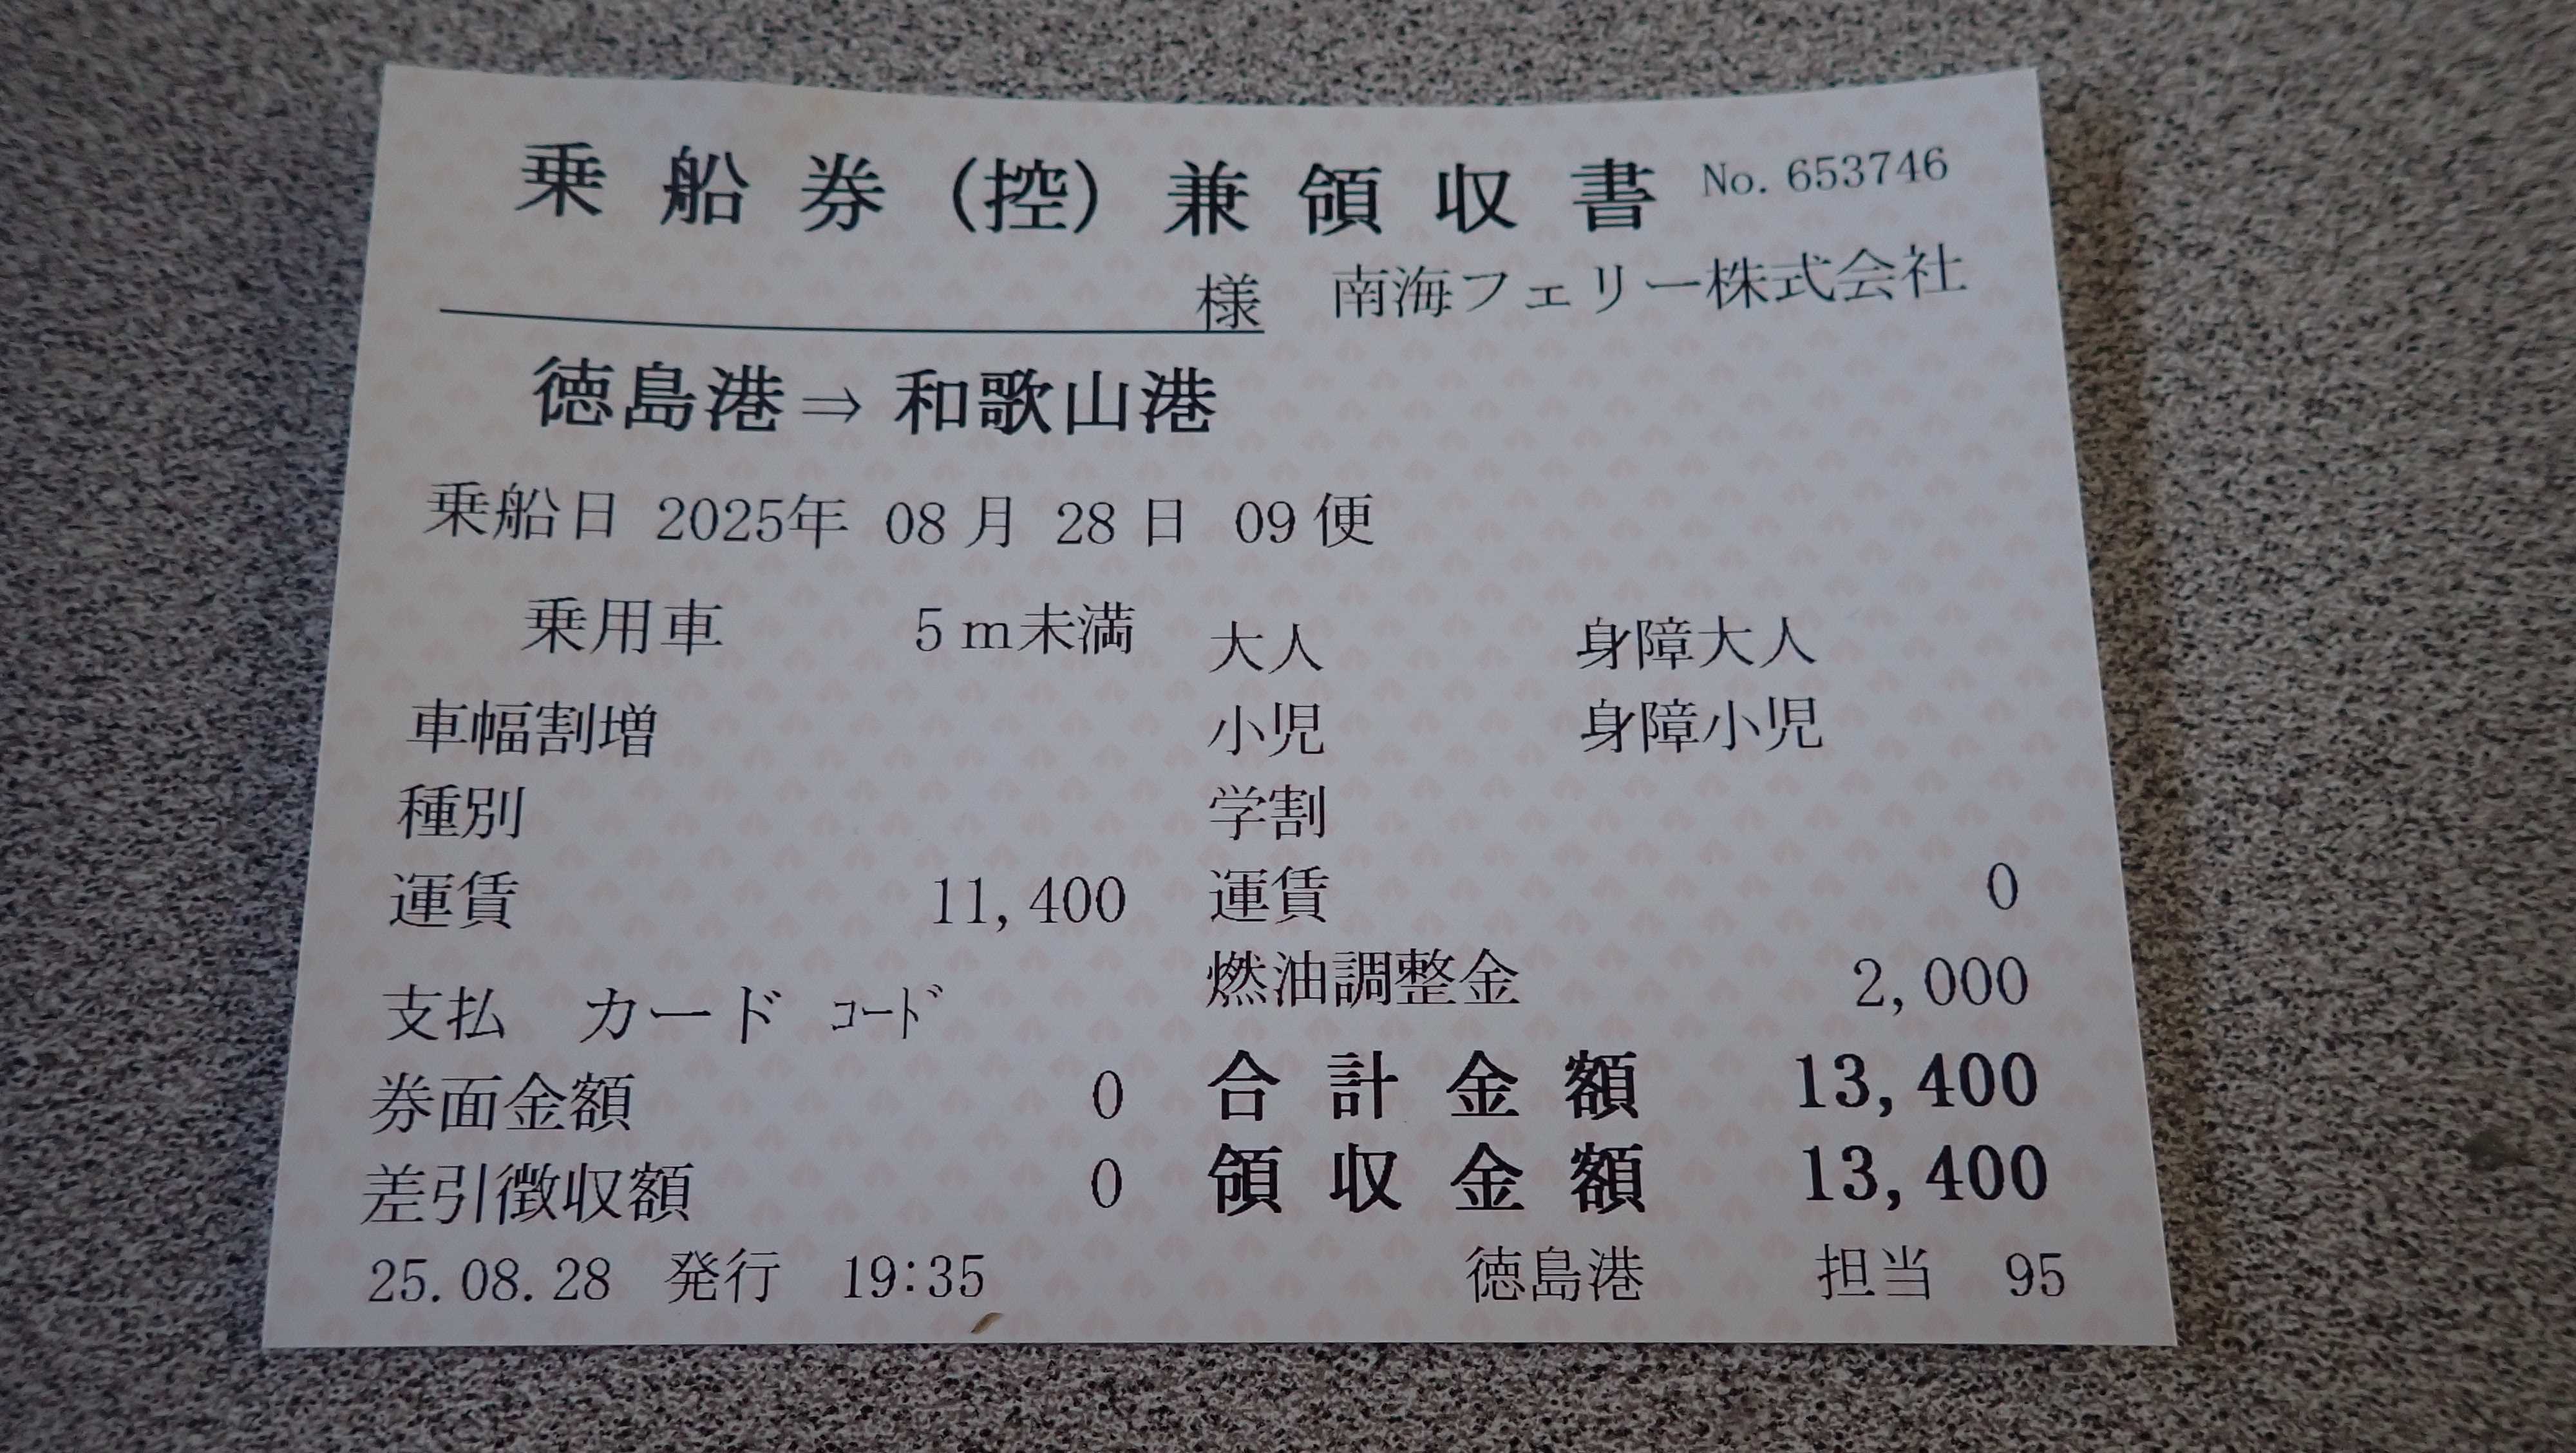 乗船券(控)兼領収書 No. 653746
様 南海フェリー株式会社
徳島港⇒和歌山港
乗船日 2025年 08月 28日 09便
乗用車 5m未満 大人 身障大人
車幅割増 小児 身障小児
種別 学割
運賃 11,400 運賃 0
燃油調整金 2,000
支払 カード コード
券面金額 0 合計金額 13,400
差引徴収額 0 領収金額 13,400
25.08.28 発行 19:35 徳島港 担当 95